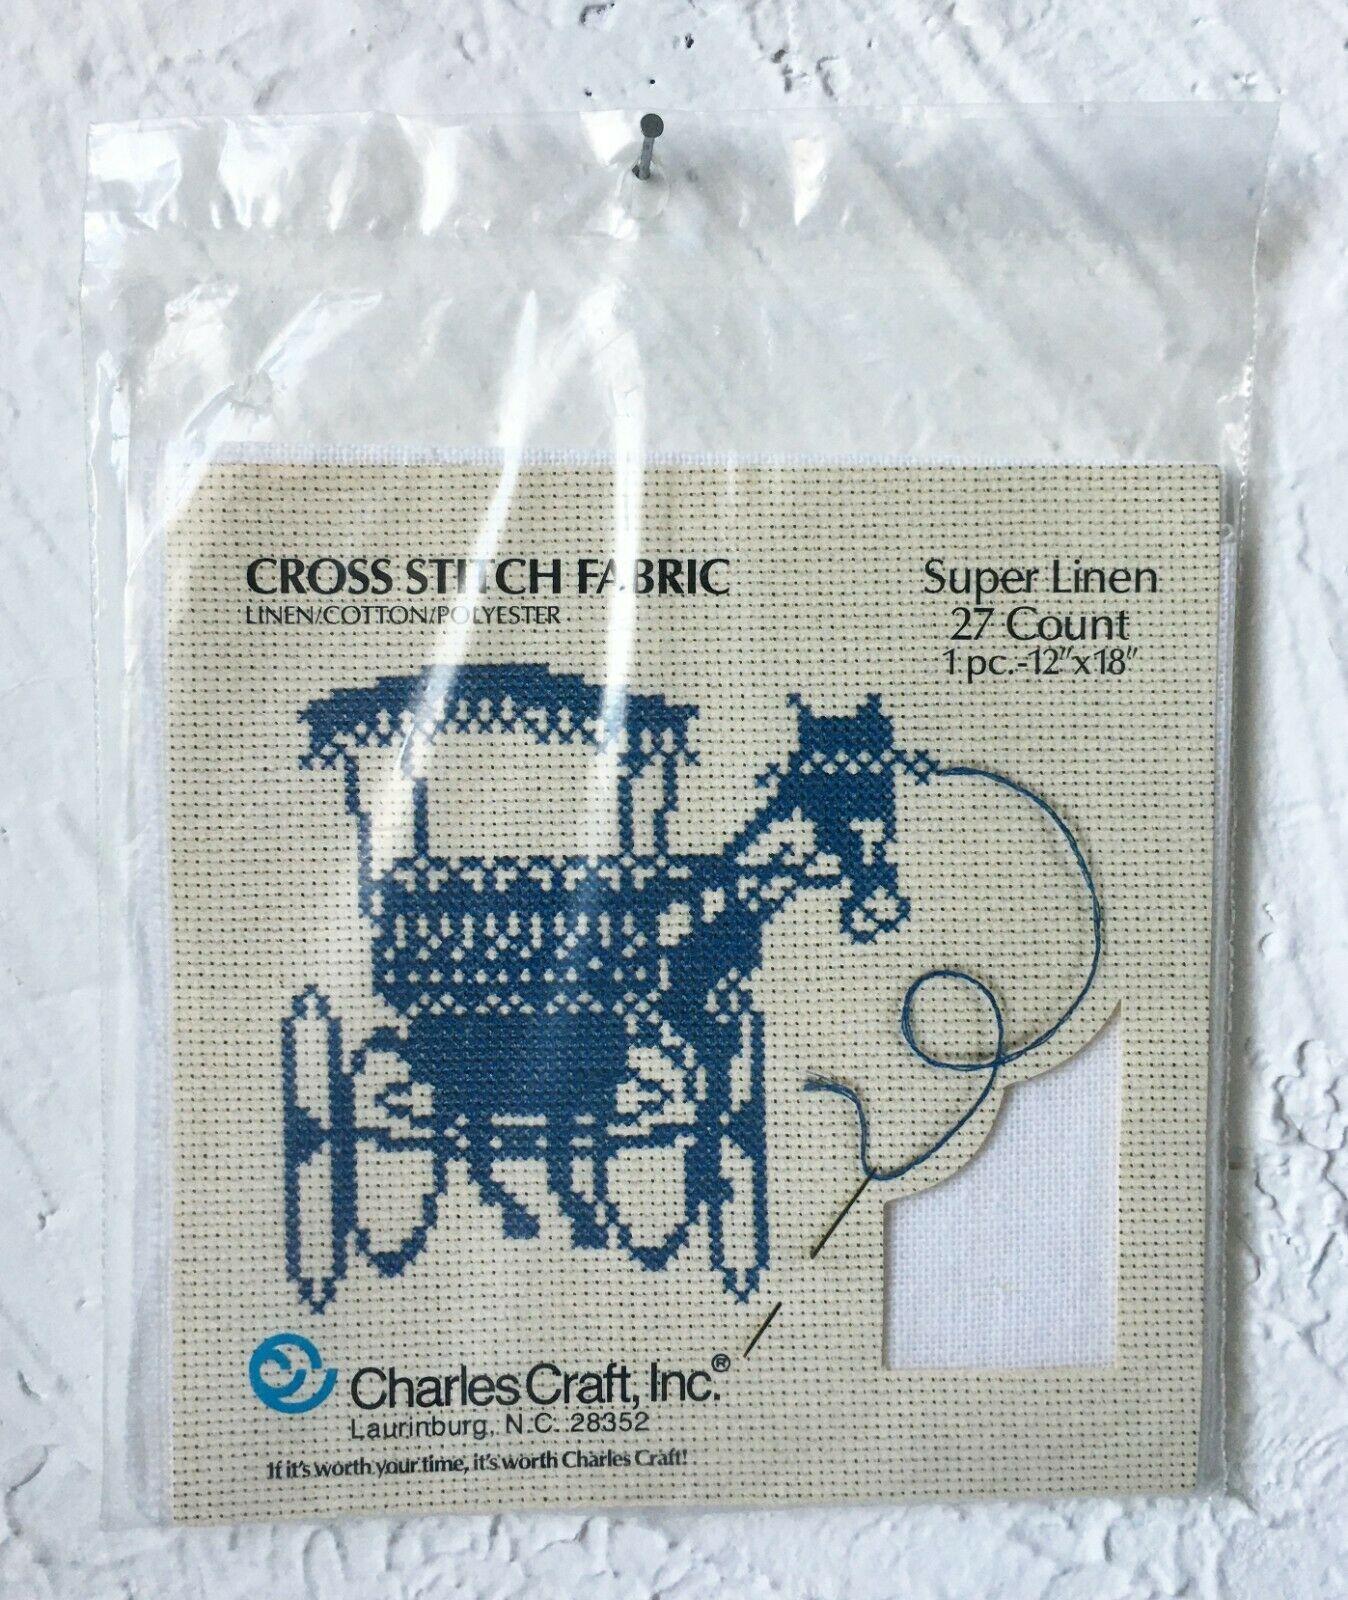 CROSS STITCH FABRIC
LINEN/COTTON/POLYESTER
Super Linen
27 Count
1 pc.-12"x18"
Charles Craft, Inc.®
Laurinburg, N.C. 28352
If it's worth your time, it's worth Charles Craft!